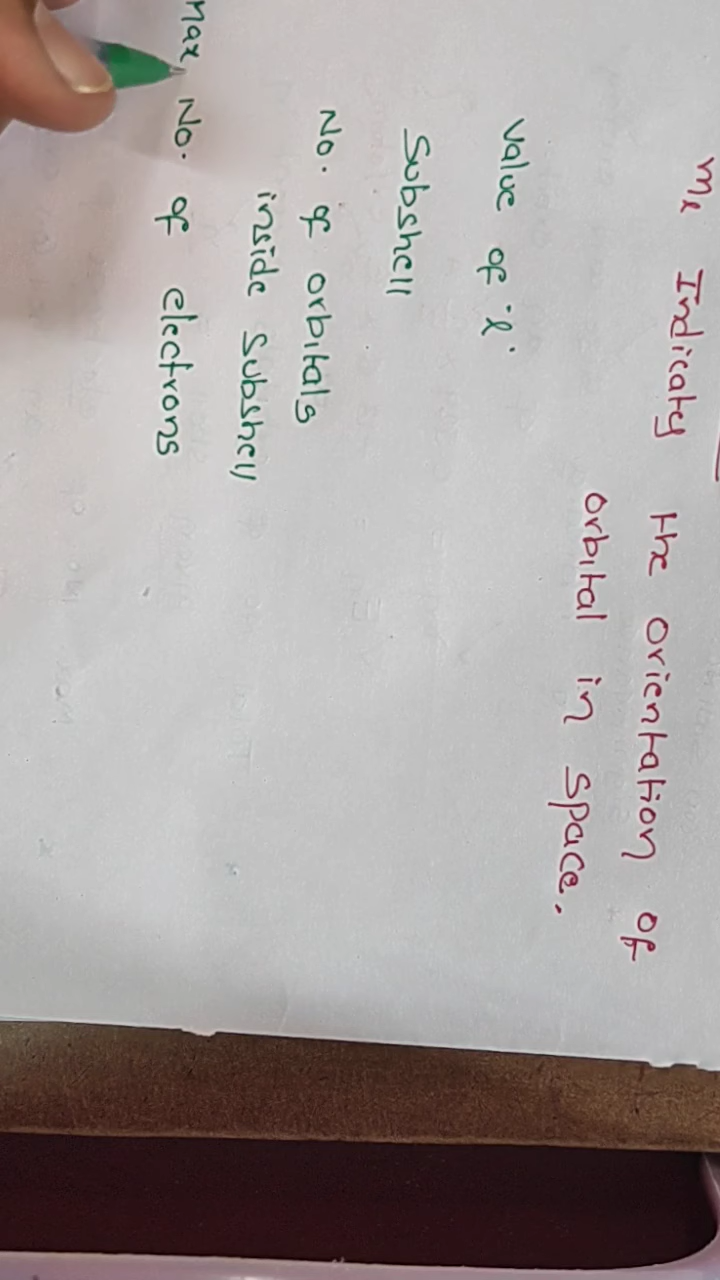 mℓ Indicaty the orientation of
orbital in space.
value of 'ℓ'
Subshell
No. of orbitals
inside Subshell
Max No. of electrons